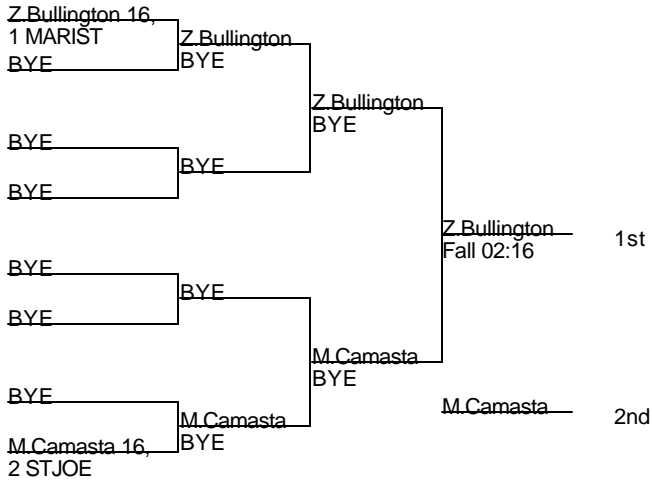 Z.Bullington 16,
1 MARIST
BYE
BYE
BYE
BYE
BYE
BYE
M.Camasta 16,
2 STJOE
Z.Bullington
BYE
BYE
BYE
M.Camasta
BYE
Z.Bullington
BYE
M.Camasta
BYE
Z.Bullington
Fall 02:16
1st
M.Camasta
2nd